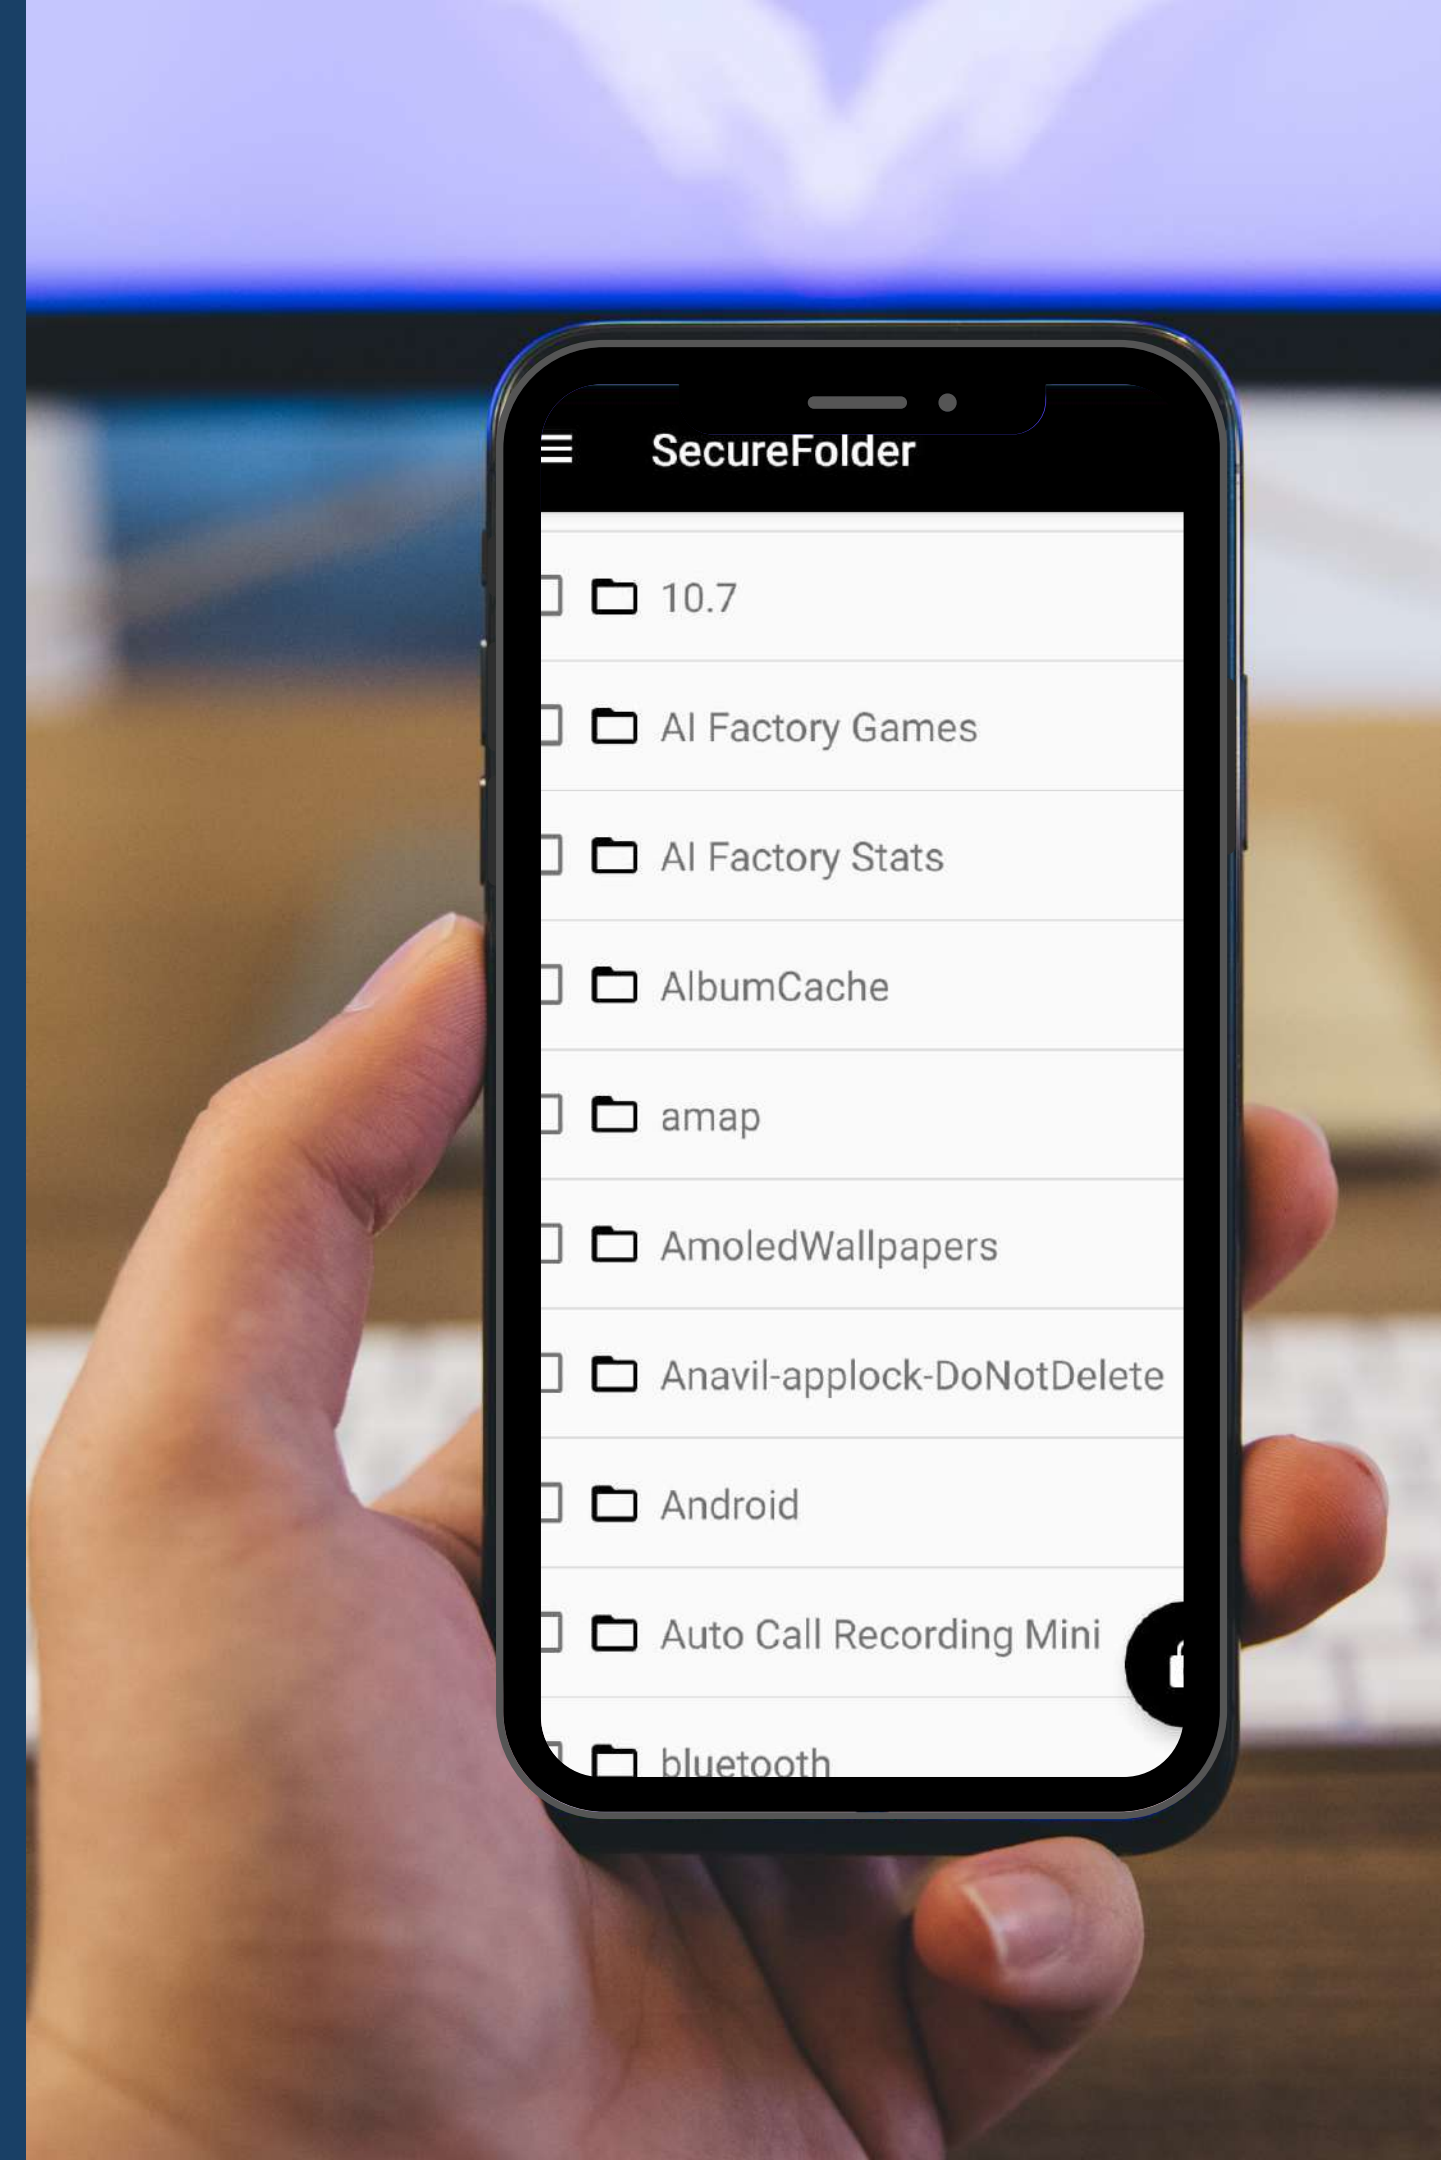 SecureFolder
10.7
AI Factory Games
AI Factory Stats
AlbumCache
amap
AmoledWallpapers
Anavil-applock-DoNotDelete
Android
Auto Call Recording Mini
bluetooth